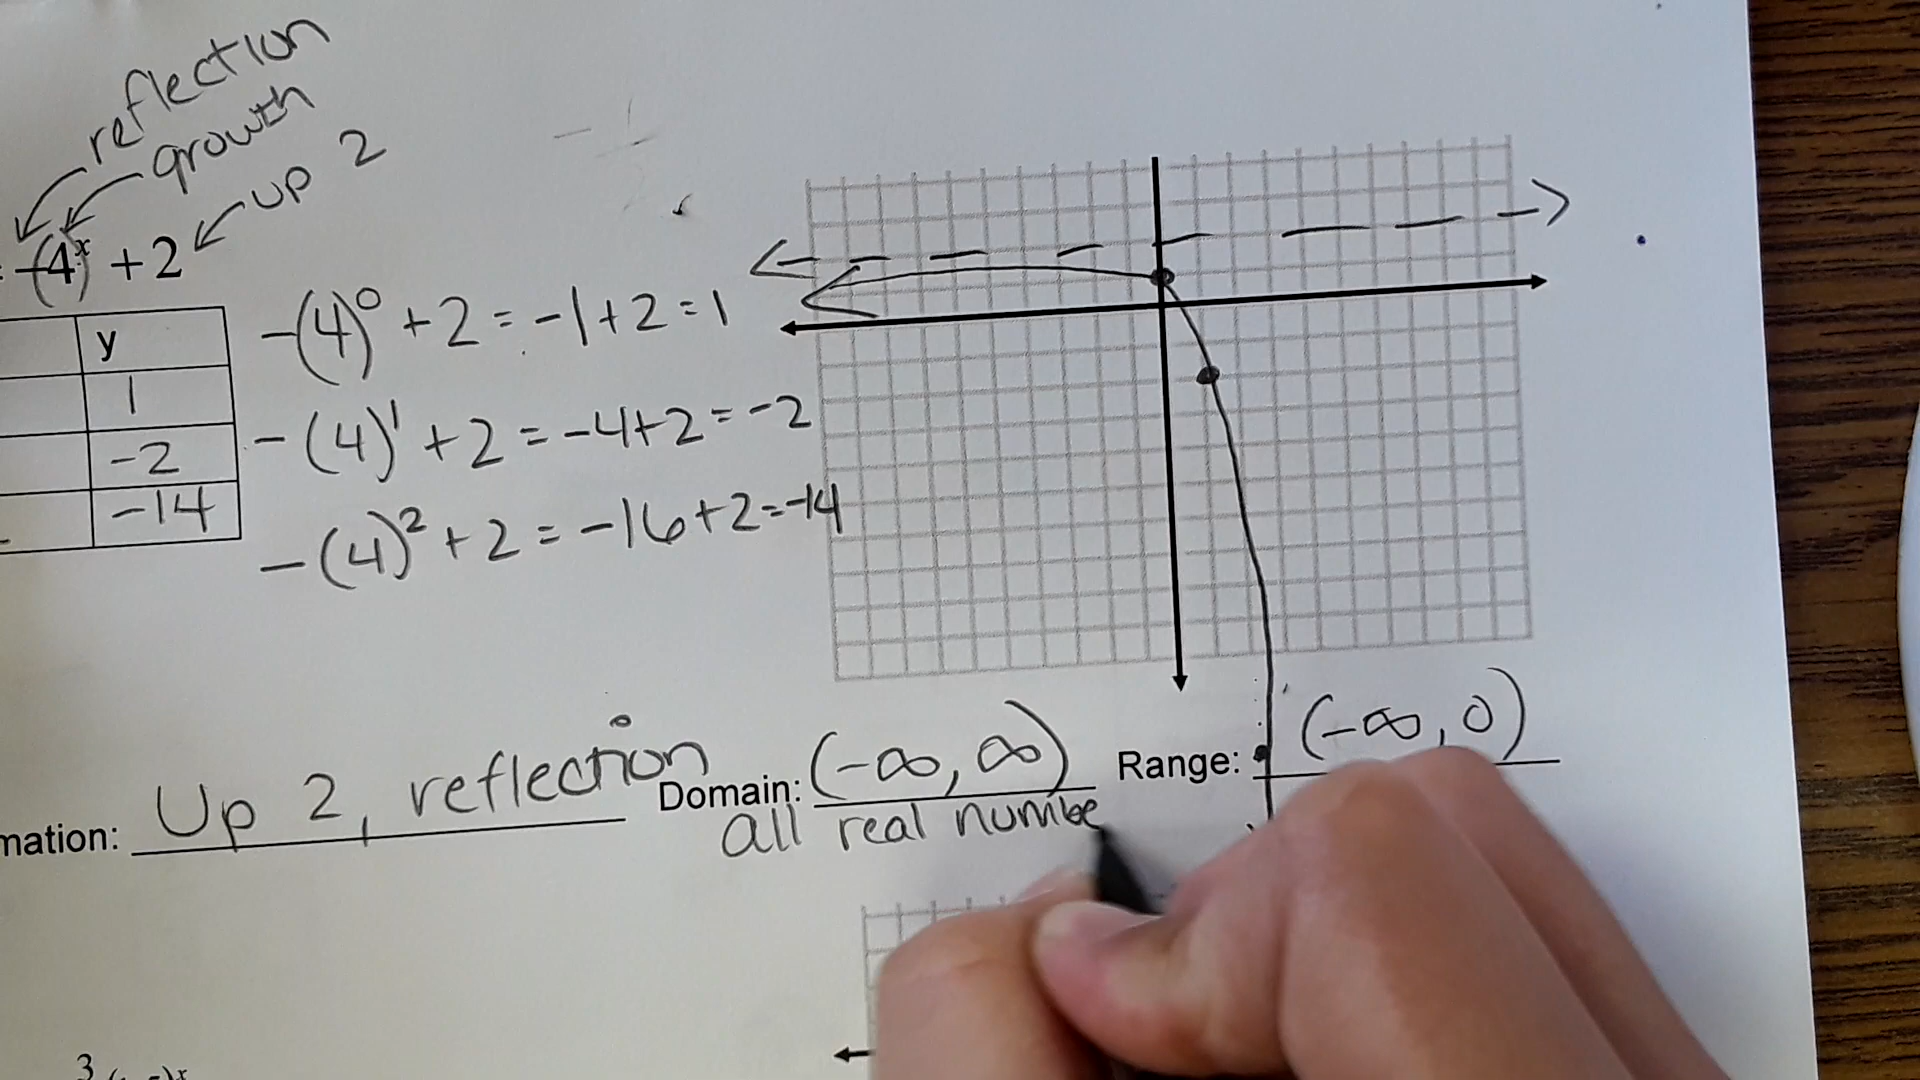 reflection
growth
up 2
-(4)ˣ + 2
y
1
-2
-14
-(4)⁰ + 2 = -1 + 2 = 1
-(4)¹ + 2 = -4 + 2 = -2
-(4)² + 2 = -16 + 2 = -14
mation: Up 2, reflection
Domain: (-∞, ∞)
all real numbe
Range: (-∞, 0)
3
x